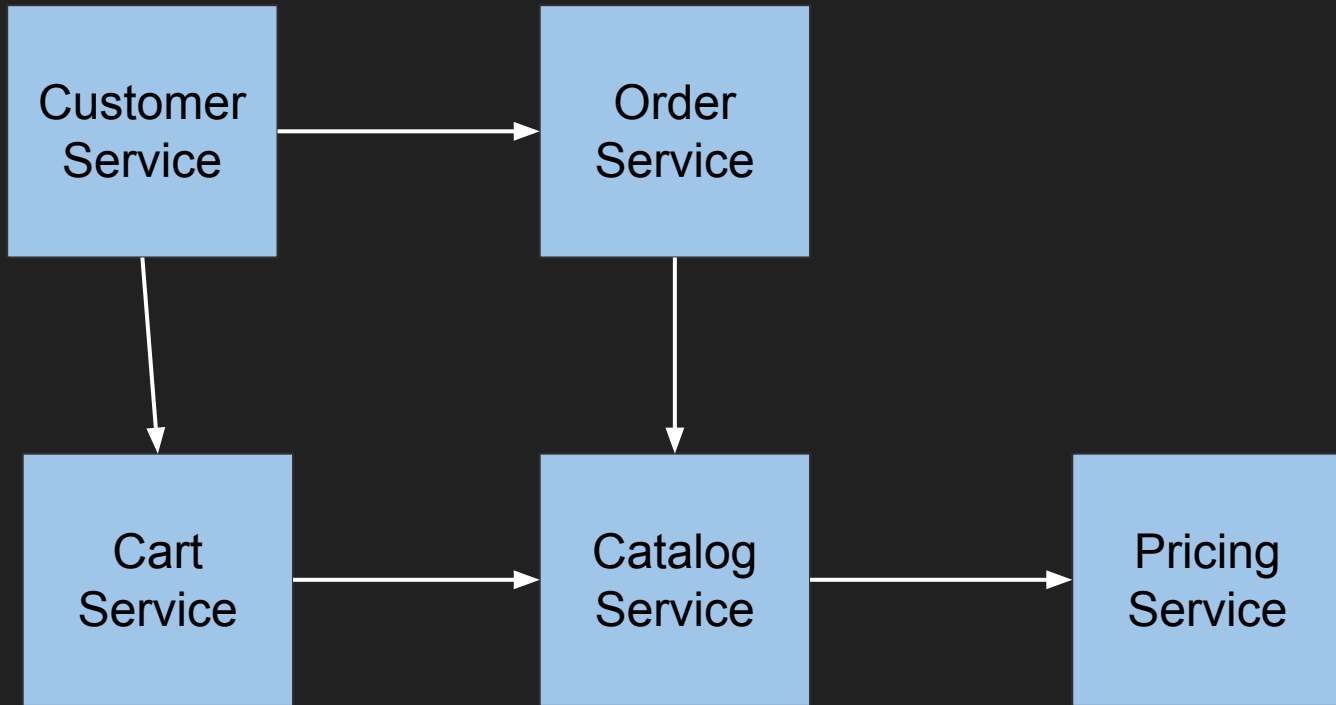 Customer
Service
Order
Service
Cart
Service
Catalog
Service
Pricing
Service